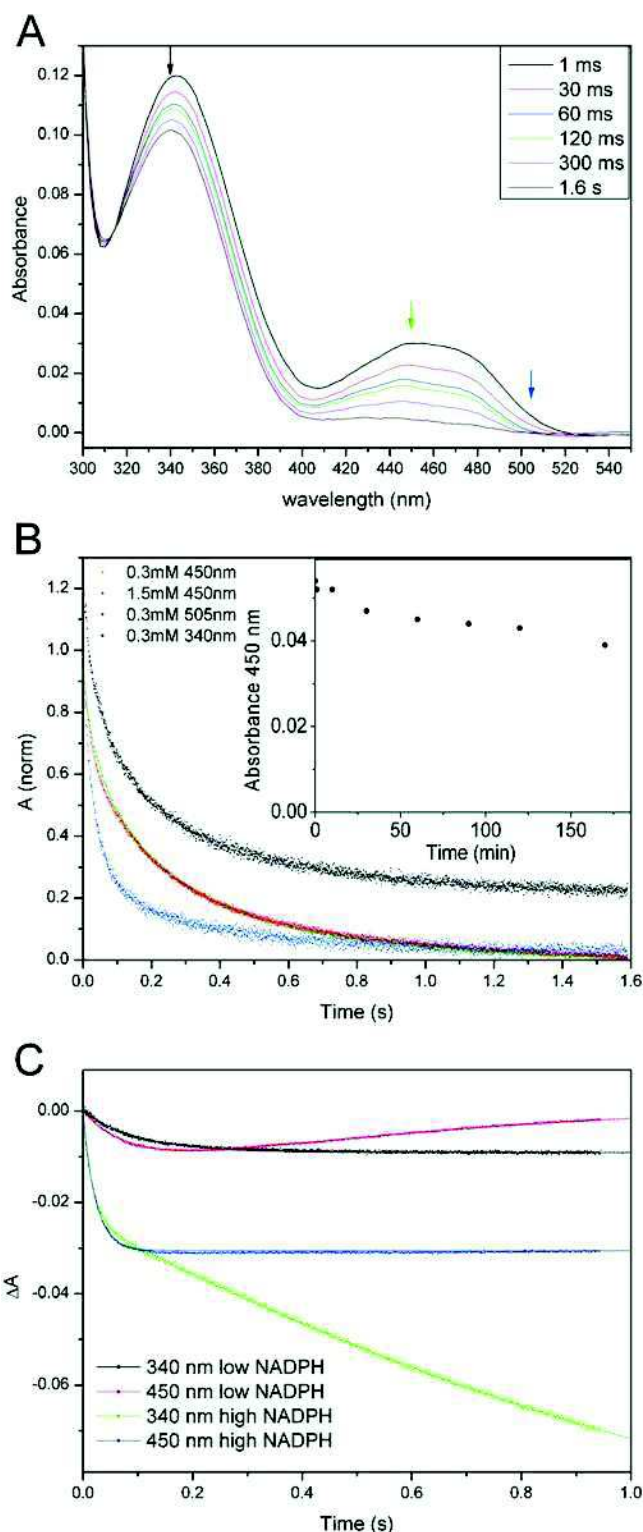 A
Absorbance
0.12
0.10
0.08
0.06
0.04
0.02
0.00
1 ms
30 ms
60 ms
120 ms
300 ms
1.6 s
300 320 340 360 380 400 420 440 460 480 500 520 540
wavelength (nm)
B
A (norm)
1.2
1.0
0.8
0.6
0.4
0.2
0.0
0.3mM 450nm
1.5mM 450nm
0.3mM 505nm
0.3mM 340nm
Absorbance 450 nm
0.04
0.02
0.00
0 50 100 150
Time (min)
0.0 0.2 0.4 0.6 0.8 1.0 1.2 1.4 1.6
Time (s)
C
ΔA
0.00
-0.02
-0.04
-0.06
340 nm low NADPH
450 nm low NADPH
340 nm high NADPH
450 nm high NADPH
0.0 0.2 0.4 0.6 0.8 1.0
Time (s)